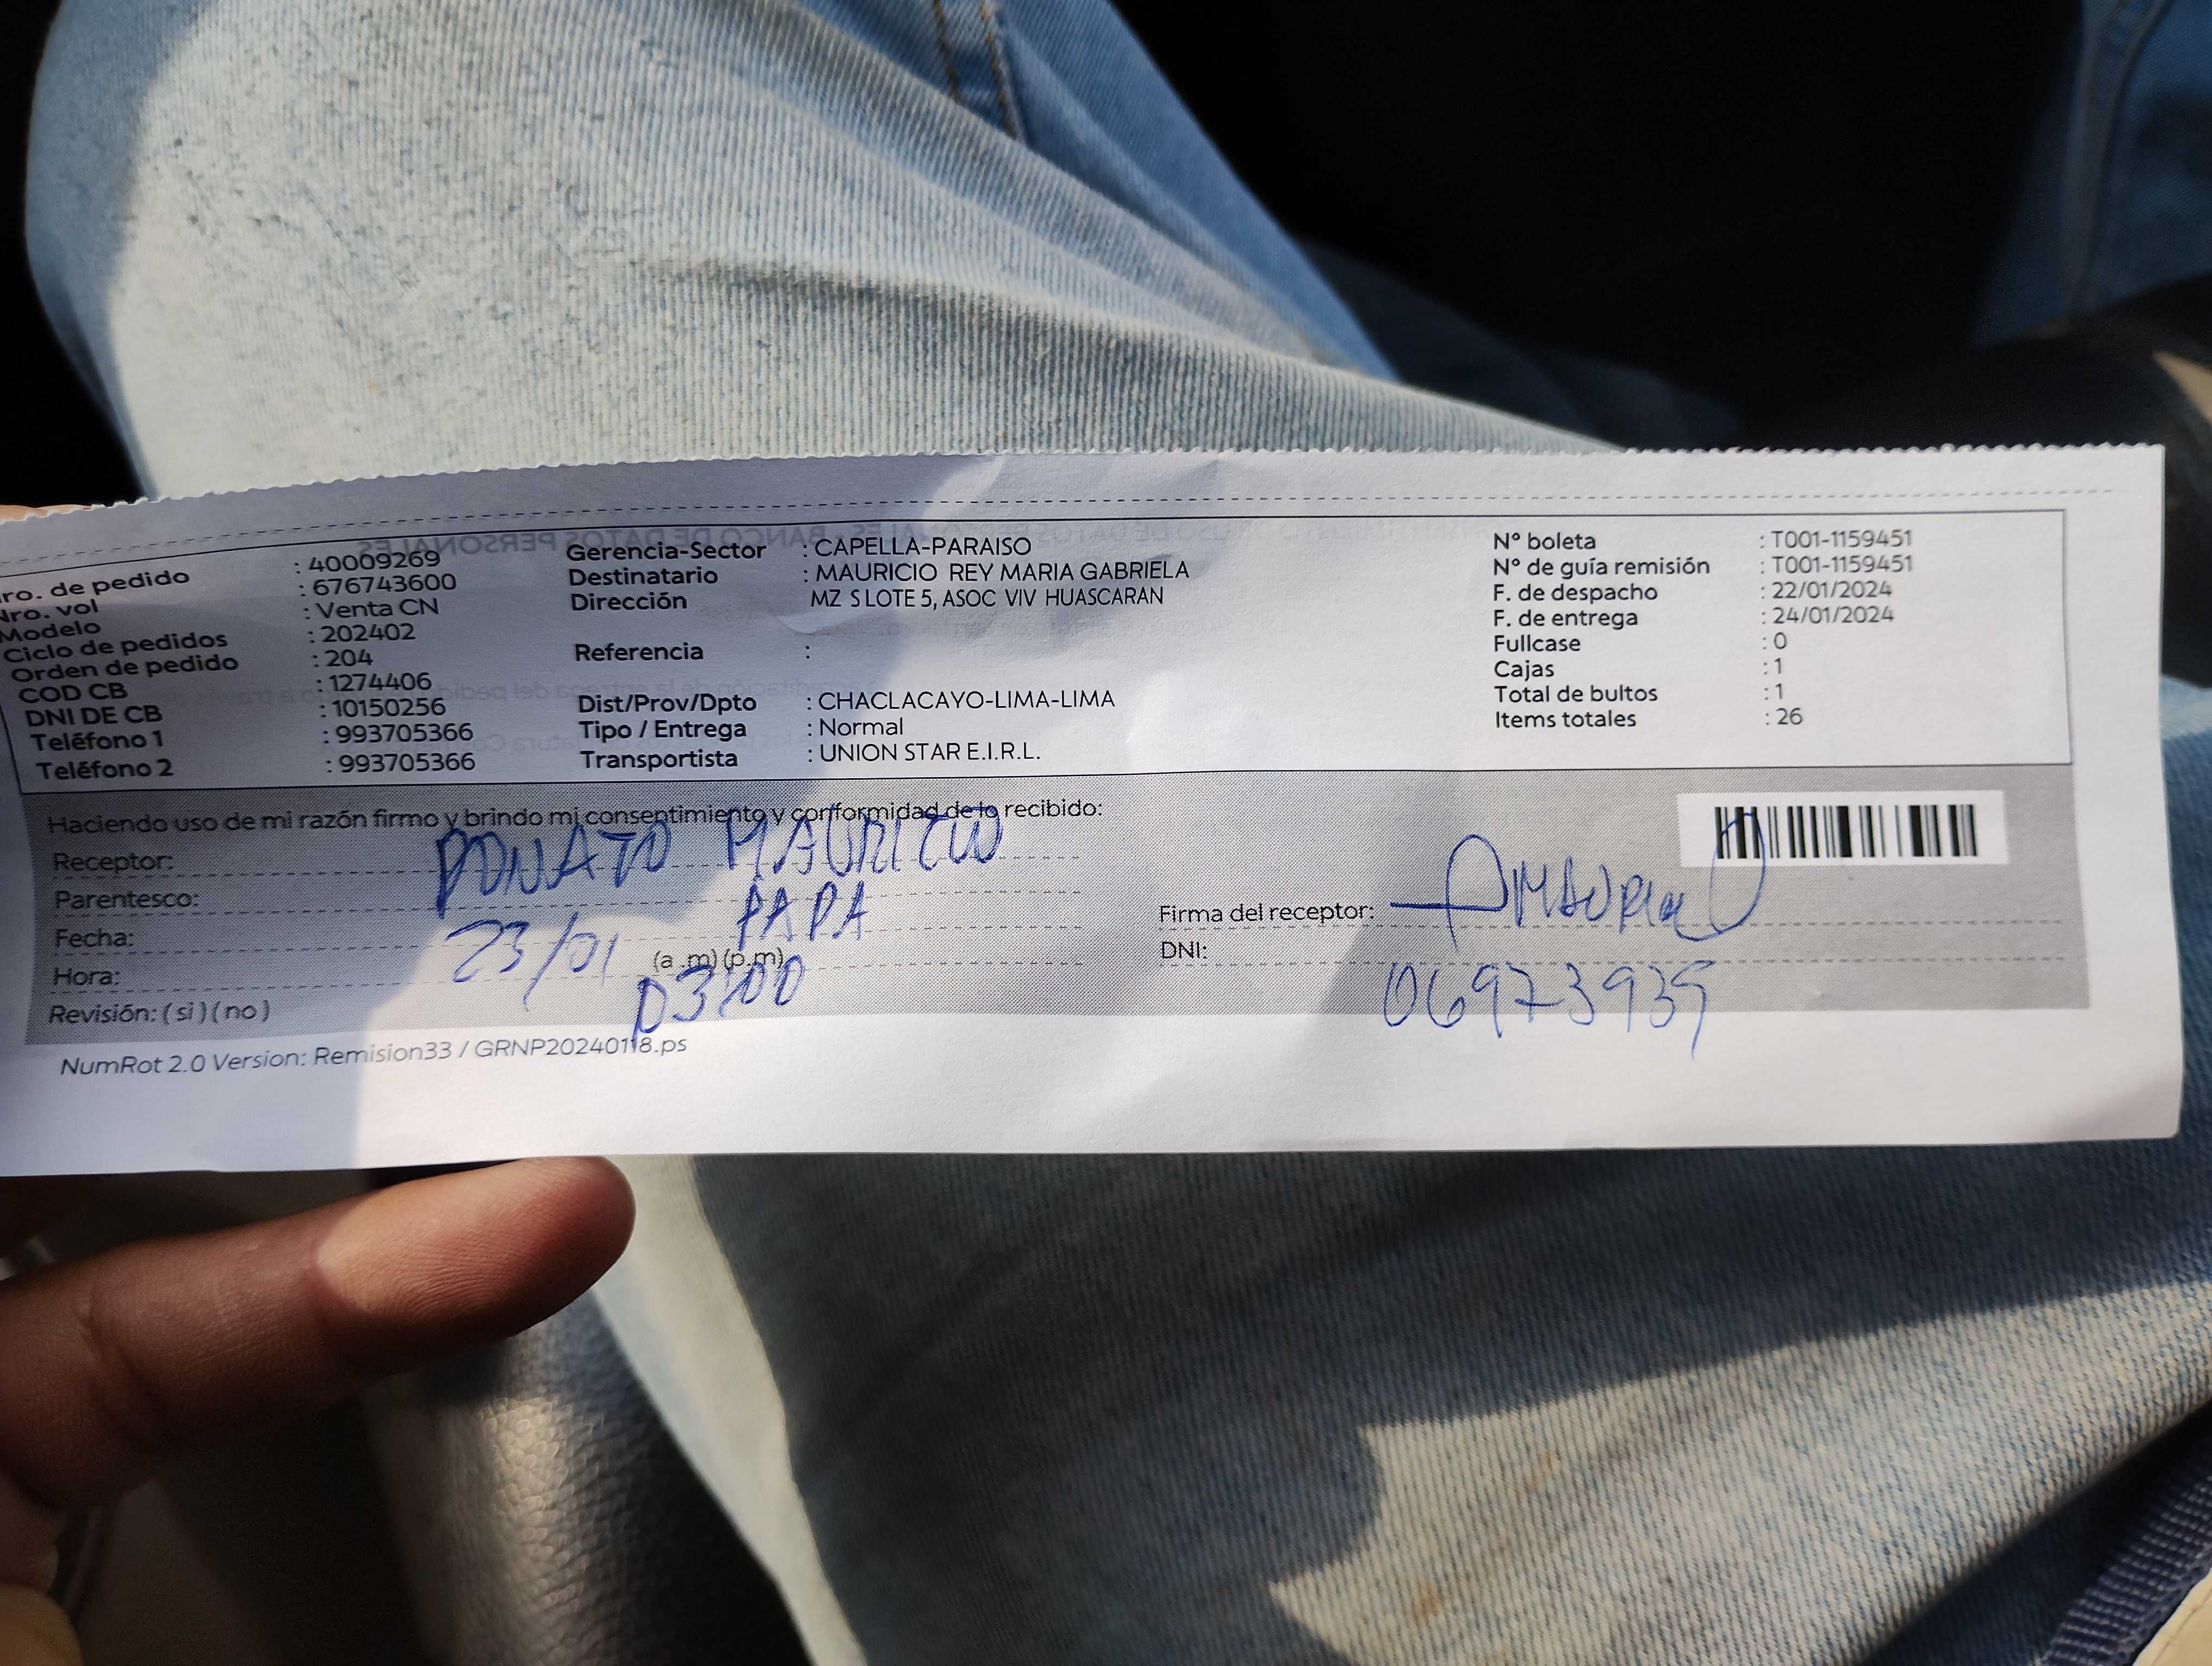 ro. de pedido : 40009269
Nro. vol : 676743600
Modelo : Venta CN
Ciclo de pedidos : 202402
Orden de pedido : 204
COD CB : 1274406
DNI DE CB : 10150256
Teléfono 1 : 993705366
Teléfono 2 : 993705366
Gerencia-Sector : CAPELLA-PARAISO
Destinatario : MAURICIO REY MARIA GABRIELA
Dirección MZ S LOTE 5, ASOC VIV HUASCARAN
Referencia :
Dist/Prov/Dpto : CHACLACAYO-LIMA-LIMA
Tipo / Entrega : Normal
Transportista : UNION STAR E.I.R.L.
N° boleta : T001-1159451
N° de guía remisión : T001-1159451
F. de despacho : 22/01/2024
F. de entrega : 24/01/2024
Fullcase : 0
Cajas : 1
Total de bultos : 1
Items totales : 26
Haciendo uso de mi razón firmo y brindo mi consentimiento y conformidad de lo recibido:
Receptor: DONATO MAURICIO
Parentesco: PAPA
Fecha: 23/01
Hora: (a .m) (p.m)
Revisión: ( si ) ( no )
Firma del receptor:
DNI: 06973939
NumRot 2.0 Version: Remision33 / GRNP20240118.ps